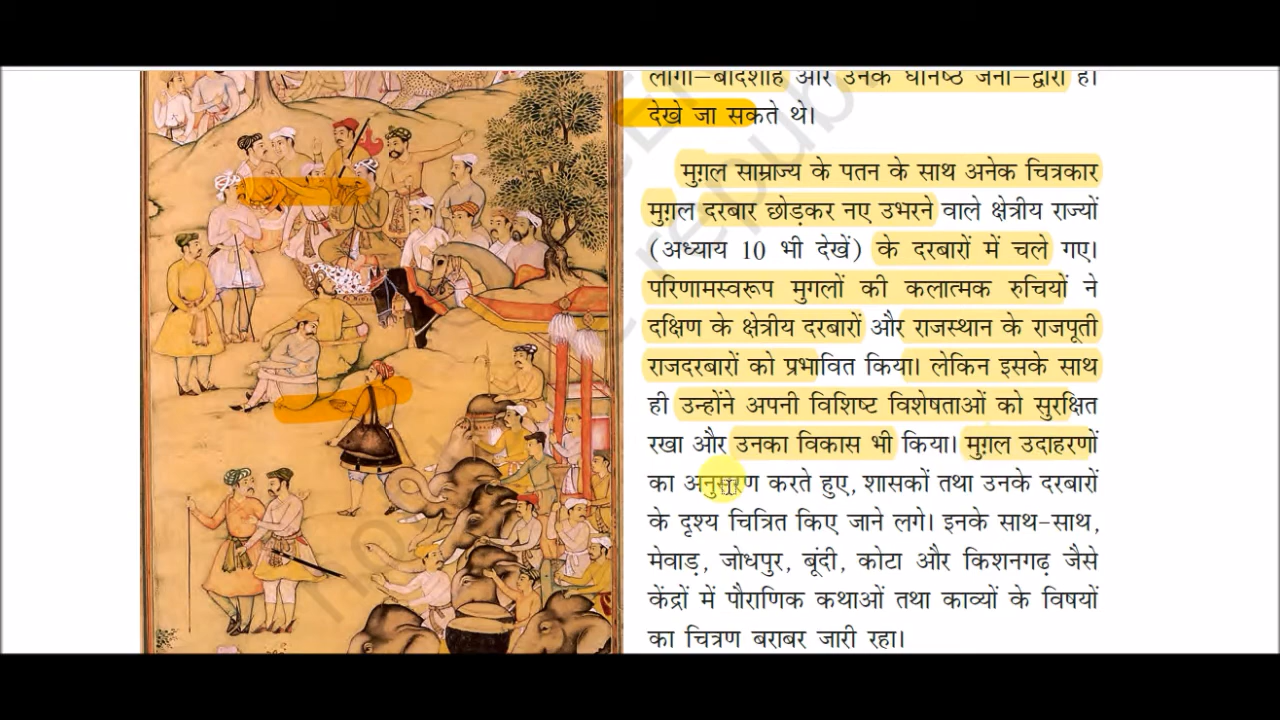 लोगों–बादशाह और उनके घनिष्ठ जनों–द्वारा ही
देखे जा सकते थे।
मुग़ल साम्राज्य के पतन के साथ अनेक चित्रकार
मुग़ल दरबार छोड़कर नए उभरने वाले क्षेत्रीय राज्यों
(अध्याय 10 भी देखें) के दरबारों में चले गए।
परिणामस्वरूप मुगलों की कलात्मक रुचियों ने
दक्षिण के क्षेत्रीय दरबारों और राजस्थान के राजपूती
राजदरबारों को प्रभावित किया। लेकिन इसके साथ
ही उन्होंने अपनी विशिष्ट विशेषताओं को सुरक्षित
रखा और उनका विकास भी किया। मुग़ल उदाहरणों
का अनुसरण करते हुए, शासकों तथा उनके दरबारों
के दृश्य चित्रित किए जाने लगे। इनके साथ-साथ,
मेवाड़, जोधपुर, बूंदी, कोटा और किशनगढ़ जैसे
केंद्रों में पौराणिक कथाओं तथा काव्यों के विषयों
का चित्रण बराबर जारी रहा।